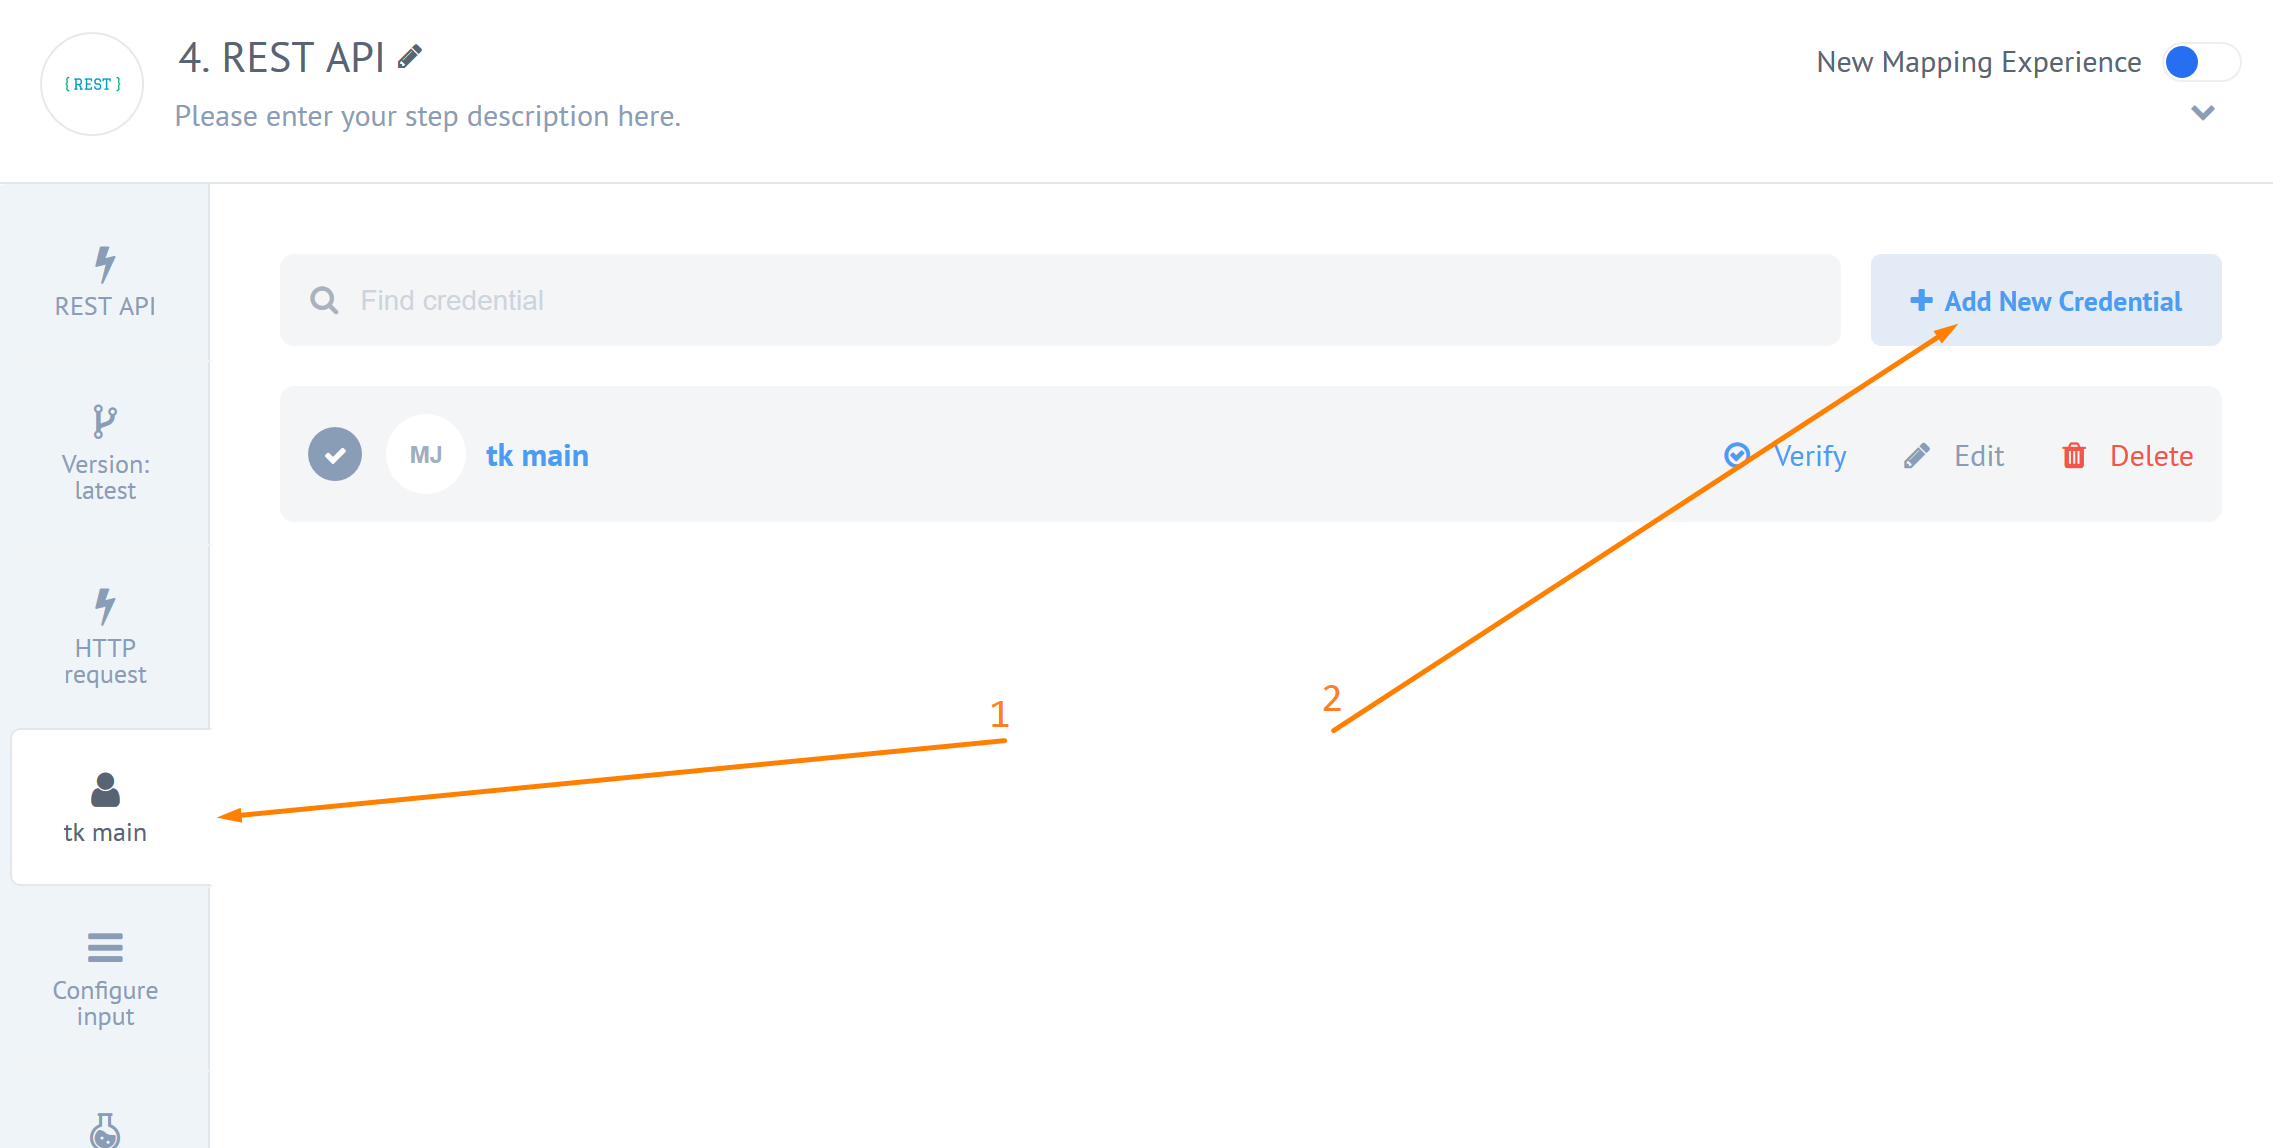 { REST }
4. REST API
Please enter your step description here.
New Mapping Experience
REST API
Version:
latest
HTTP
request
tk main
Configure
input
Find credential
Add New Credential
MJ
tk main
Verify
Edit
Delete
1
2